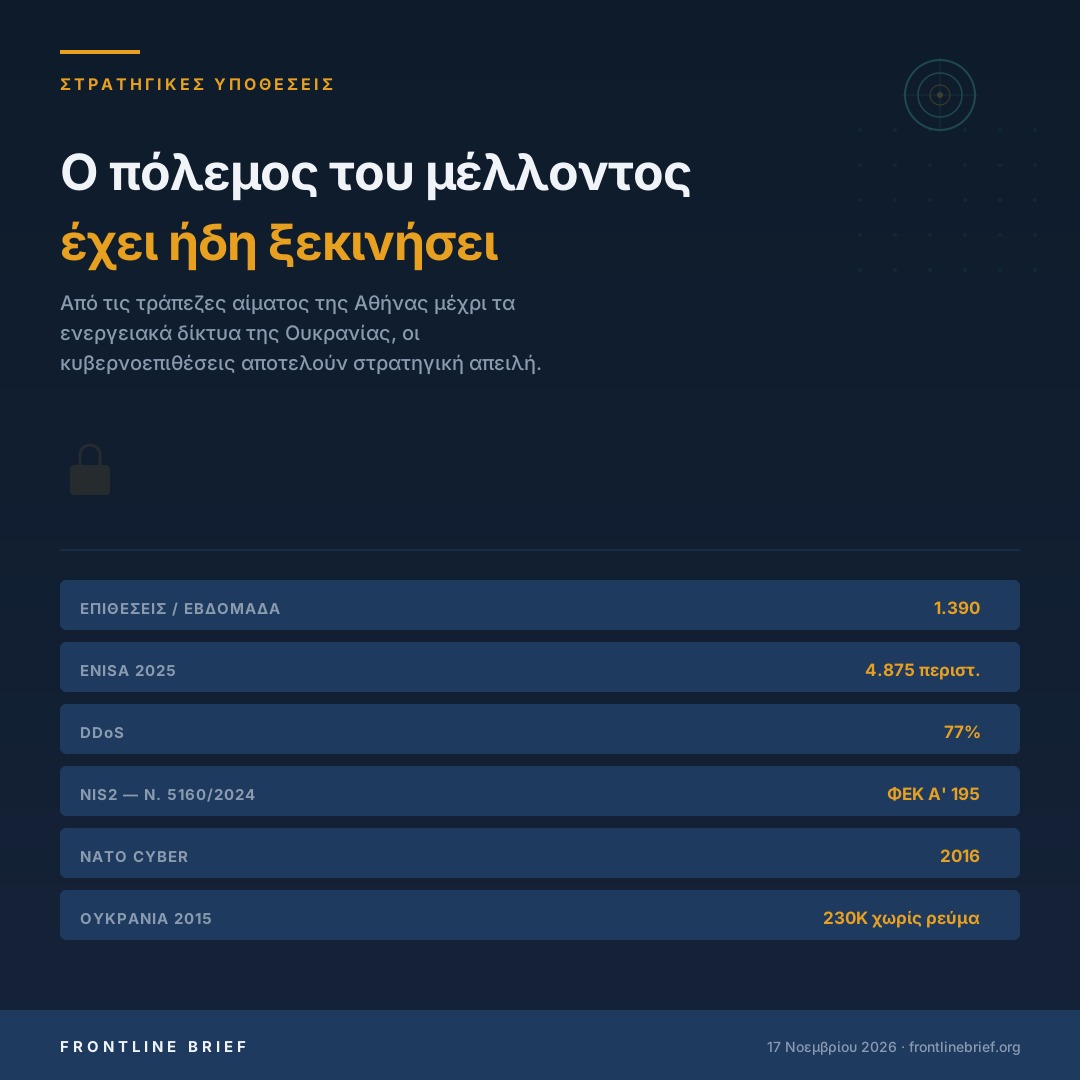 ΣΤΡΑΤΗΓΙΚΕΣ ΥΠΟΘΕΣΕΙΣ
Ο πόλεμος του μέλλοντος
έχει ήδη ξεκινήσει
Από τις τράπεζες αίματος της Αθήνας μέχρι τα
ενεργειακά δίκτυα της Ουκρανίας, οι
κυβερνοεπιθέσεις αποτελούν στρατηγική απειλή.
ΕΠΙΘΕΣΕΙΣ / ΕΒΔΟΜΑΔΑ 1.390
ENISA 2025 4.875 περιστ.
DDoS 77%
NIS2 — Ν. 5160/2024 ΦΕΚ Α' 195
NATO CYBER 2016
ΟΥΚΡΑΝΙΑ 2015 230K χωρίς ρεύμα
FRONTLINE BRIEF 17 Νοεμβρίου 2026 · frontlinebrief.org